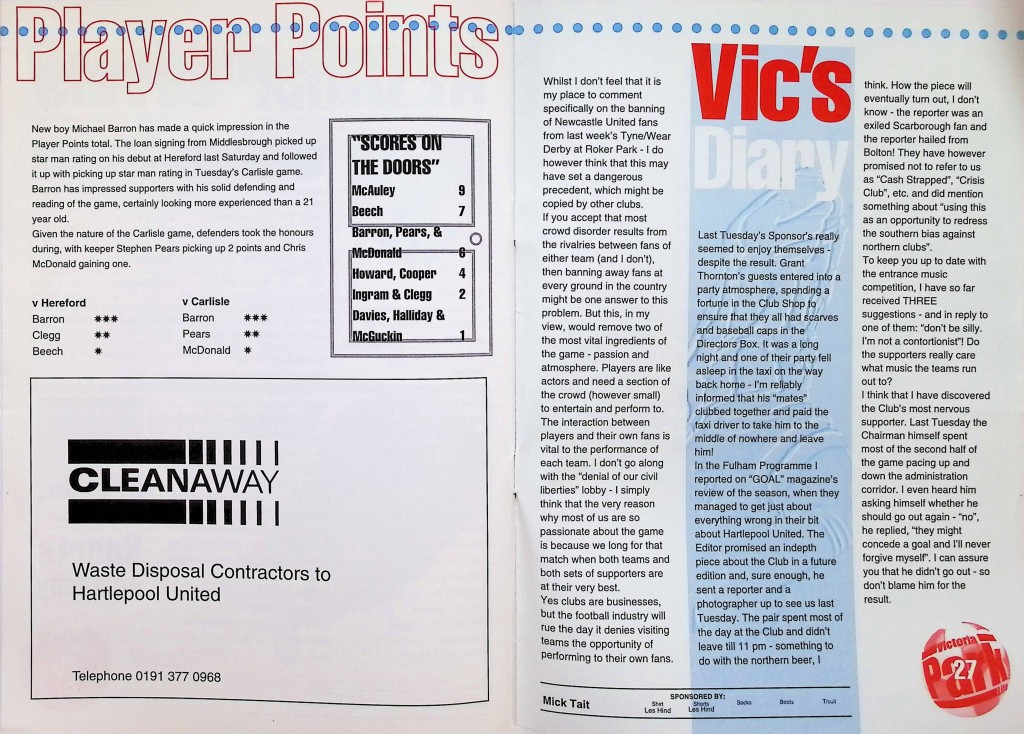 Player Points
New boy Michael Barron has made a quick impression in the
Player Points total. The loan signing from Middlesbrough picked up
star man rating on his debut at Hereford last Saturday and followed
it up with picking up star man rating in Tuesday's Carlisle game.
Barron has impressed supporters with his solid defending and
reading of the game, certainly looking more experienced than a 21
year old.
Given the nature of the Carlisle game, defenders took the honours
during, with keeper Stephen Pears picking up 2 points and Chris
McDonald gaining one.
v Hereford
Barron ✷✷✷
Clegg ✷✷
Beech ✷
v Carlisle
Barron ✷✷✷
Pears ✷✷
McDonald ✷
"SCORES ON
THE DOORS"
McAuley 9
Beech 7
Barron, Pears, &
McDonald 6
Howard, Cooper 4
Ingram & Clegg 2
Davies, Halliday &
McGuckin 1
CLEANAWAY
Waste Disposal Contractors to
Hartlepool United
Telephone 0191 377 0968
Vic's
Diary
Whilst I don't feel that it is
my place to comment
specifically on the banning
of Newcastle United fans
from last week's Tyne/Wear
Derby at Roker Park - I do
however think that this may
have set a dangerous
precedent, which might be
copied by other clubs.
If you accept that most
crowd disorder results from
the rivalries between fans of
either team (and I don't),
then banning away fans at
every ground in the country
might be one answer to this
problem. But this, in my
view, would remove two of
the most vital ingredients of
the game - passion and
atmosphere. Players are like
actors and need a section of
the crowd (however small)
to entertain and perform to.
The interaction between
players and their own fans is
vital to the performance of
each team. I don't go along
with the "denial of our civil
liberties" lobby - I simply
think that the very reason
why most of us are so
passionate about the game
is because we long for that
match when both teams and
both sets of supporters are
at their very best.
Yes clubs are businesses,
but the football industry will
rue the day it denies visiting
teams the opportunity of
performing to their own fans.
Last Tuesday's Sponsor's really
seemed to enjoy themselves -
despite the result. Grant
Thornton's guests entered into a
party atmosphere, spending a
fortune in the Club Shop to
ensure that they all had scarves
and baseball caps in the
Directors Box. It was a long
night and one of their party fell
asleep in the taxi on the way
back home - I'm reliably
informed that his "mates"
clubbed together and paid the
taxi driver to take him to the
middle of nowhere and leave
him!
In the Fulham Programme I
reported on "GOAL" magazine's
review of the season, when they
managed to get just about
everything wrong in their bit
about Hartlepool United. The
Editor promised an indepth
piece about the Club in a future
edition and, sure enough, he
sent a reporter and a
photographer up to see us last
Tuesday. The pair spent most of
the day at the Club and didn't
leave till 11 pm - something to
do with the northern beer, I
think. How the piece will
eventually turn out, I don't
know - the reporter was an
exiled Scarborough fan and
the reporter hailed from
Bolton! They have however
promised not to refer to us
as "Cash Strapped", "Crisis
Club", etc. and did mention
something about "using this
as an opportunity to redress
the southern bias against
northern clubs".
To keep you up to date with
the entrance music
competition, I have so far
received THREE
suggestions - and in reply to
one of them: "don't be silly.
I'm not a contortionist"! Do
the supporters really care
what music the teams run
out to?
I think that I have discovered
the Club's most nervous
supporter. Last Tuesday the
Chairman himself spent
most of the second half of
the game pacing up and
down the administration
corridor. I even heard him
asking himself whether he
should go out again - "no",
he replied, "they might
concede a goal and I'll never
forgive myself". I can assure
you that he didn't go out - so
don't blame him for the
result.
Mick Tait
SPONSORED BY:
Shirt Shorts Socks Boots T/suit
Les Hind Les Hind
Victoria
Park
27